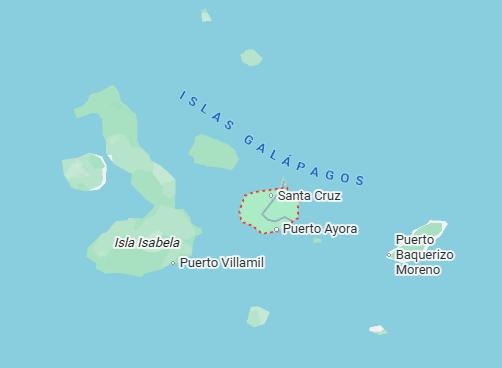 ISLAS GALÁPAGOS
Santa Cruz
Puerto Ayora
Isla Isabela
Puerto
Baquerizo
Moreno
Puerto Villamil